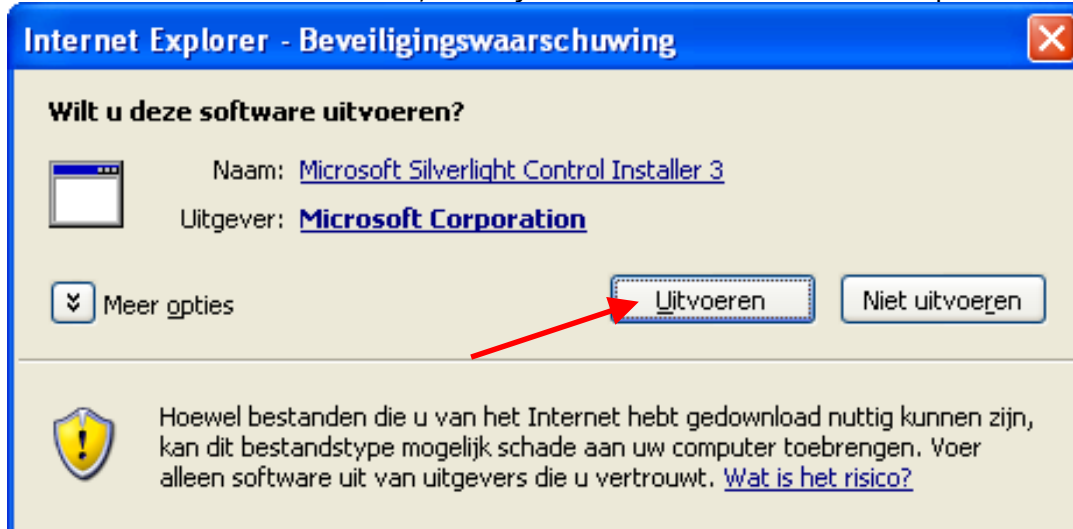 Internet Explorer - Beveiligingswaarschuwing
Wilt u deze software uitvoeren?
Naam: Microsoft Silverlight Control Installer 3
Uitgever: Microsoft Corporation
Meer opties
Uitvoeren
Niet uitvoeren
Hoewel bestanden die u van het Internet hebt gedownload nuttig kunnen zijn,
kan dit bestandstype mogelijk schade aan uw computer toebrengen. Voer
alleen software uit van uitgevers die u vertrouwt. Wat is het risico?